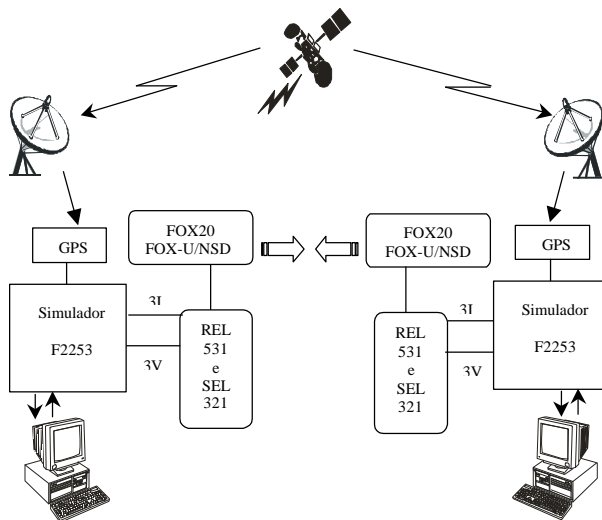 FOX20
FOX-U/NSD
FOX20
FOX-U/NSD
GPS
GPS
Simulador
F2253
3I
3V
REL
531
e
SEL
321
REL
531
e
SEL
321
3I
3V
Simulador
F2253